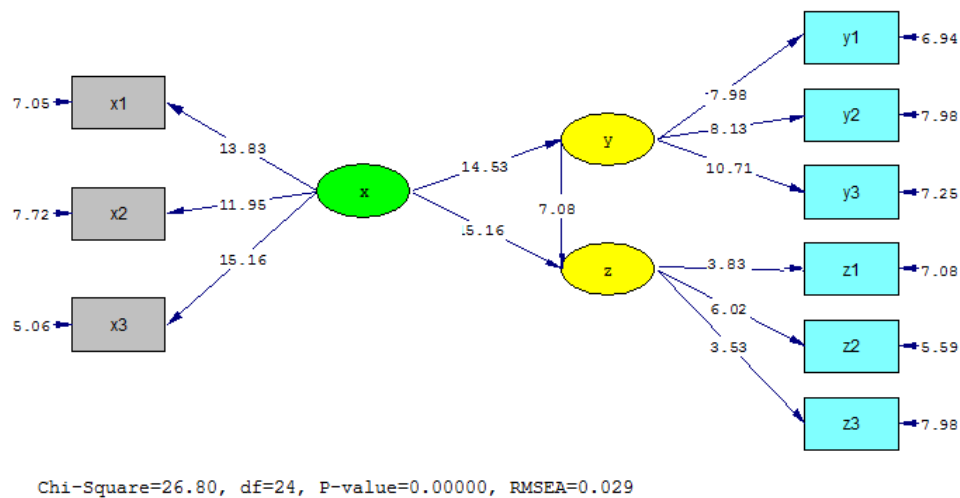 y1
6.94
7.05
x1
7.98
y2
7.98
13.83
8.13
y
14.53
10.71
x
7.72
x2
11.95
y3
7.25
7.08
15.16
5.16
z
3.83
z1
7.08
6.02
5.06
x3
z2
5.59
3.53
z3
7.98
Chi-Square=26.80, df=24, P-value=0.00000, RMSEA=0.029